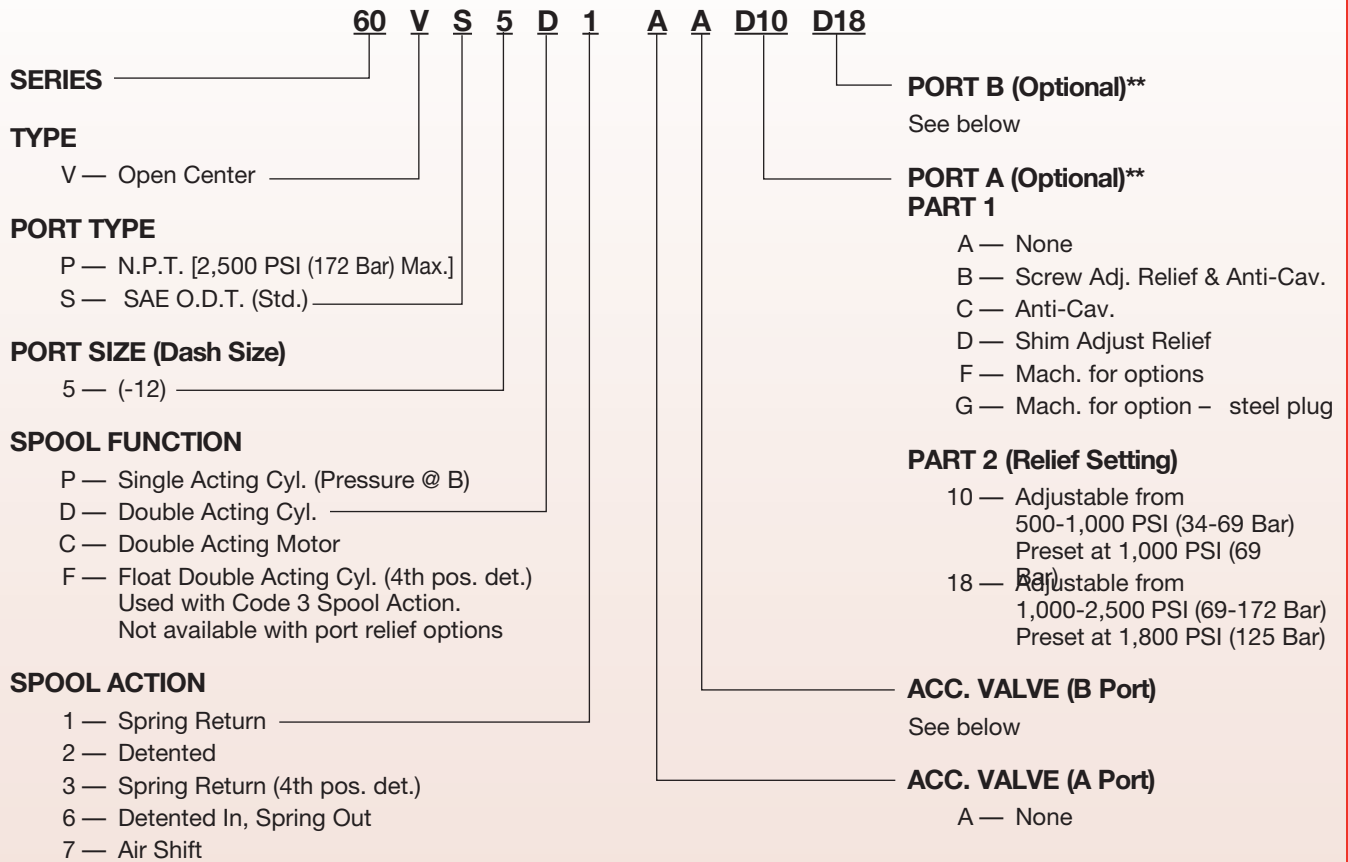 60 V S 5 D 1 A A D10 D18
SERIES
TYPE
V — Open Center
PORT TYPE
P — N.P.T. [2,500 PSI (172 Bar) Max.]
S — SAE O.D.T. (Std.)
PORT SIZE (Dash Size)
5 — (-12)
SPOOL FUNCTION
P — Single Acting Cyl. (Pressure @ B)
D — Double Acting Cyl.
C — Double Acting Motor
F — Float Double Acting Cyl. (4th pos. det.)
Used with Code 3 Spool Action.
Not available with port relief options
SPOOL ACTION
1 — Spring Return
2 — Detented
3 — Spring Return (4th pos. det.)
6 — Detented In, Spring Out
7 — Air Shift
PORT B (Optional)**
See below
PORT A (Optional)**
PART 1
A — None
B — Screw Adj. Relief & Anti-Cav.
C — Anti-Cav.
D — Shim Adjust Relief
F — Mach. for options
G — Mach. for option – steel plug
PART 2 (Relief Setting)
10 — Adjustable from
500-1,000 PSI (34-69 Bar)
Preset at 1,000 PSI (69
Bar)
18 — Adjustable from
1,000-2,500 PSI (69-172 Bar)
Preset at 1,800 PSI (125 Bar)
ACC. VALVE (B Port)
See below
ACC. VALVE (A Port)
A — None